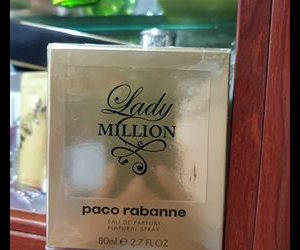 Lady
MILLION
paco rabanne
EAU DE PARFUM
NATURAL SPRAY
80ml e 2.7 FL.OZ